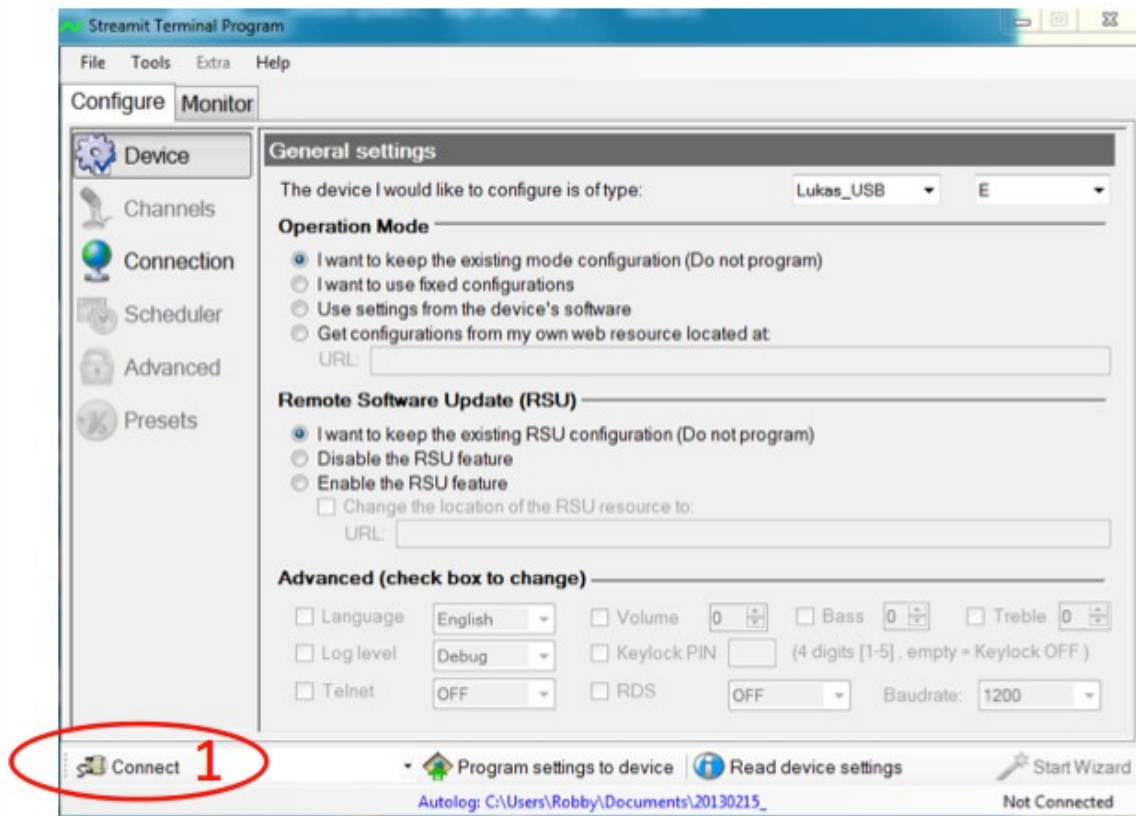 Streamit Terminal Program
File Tools Extra Help
Configure Monitor
Device
Channels
Connection
Scheduler
Advanced
Presets
General settings
The device I would like to configure is of type: Lukas_USB E
Operation Mode
I want to keep the existing mode configuration (Do not program)
I want to use fixed configurations
Use settings from the device's software
Get configurations from my own web resource located at:
URL:
Remote Software Update (RSU)
I want to keep the existing RSU configuration (Do not program)
Disable the RSU feature
Enable the RSU feature
Change the location of the RSU resource to:
URL:
Advanced (check box to change)
Language English Volume 0 Bass 0 Treble 0
Log level Debug Keylock PIN (4 digits [1-5] , empty = Keylock OFF )
Telnet OFF RDS OFF Baudrate: 1200
Connect 1 Program settings to device Read device settings Start Wizard
Autolog: C:\Users\Robby\Documents\20130215_ Not Connected